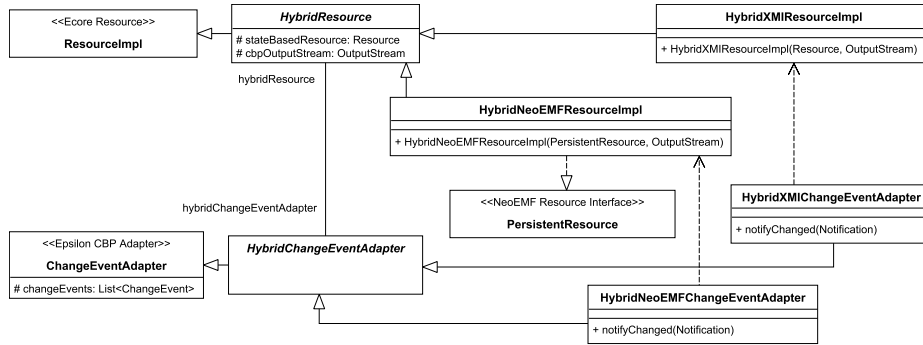 <<Ecore Resource>>
ResourceImpl
HybridResource
# stateBasedResource: Resource
# cbpOutputStream: OutputStream
HybridXMIResourceImpl
+ HybridXMIResourceImpl(Resource, OutputStream)
hybridResource
HybridNeoEMFResourceImpl
+ HybridNeoEMFResourceImpl(PersistentResource, OutputStream)
<<NeoEMF Resource Interface>>
PersistentResource
HybridXMIChangeEventAdapter
+ notifyChanged(Notification)
hybridChangeEventAdapter
<<Epsilon CBP Adapter>>
ChangeEventAdapter
# changeEvents: List<ChangeEvent>
HybridChangeEventAdapter
HybridNeoEMFChangeEventAdapter
+ notifyChanged(Notification)